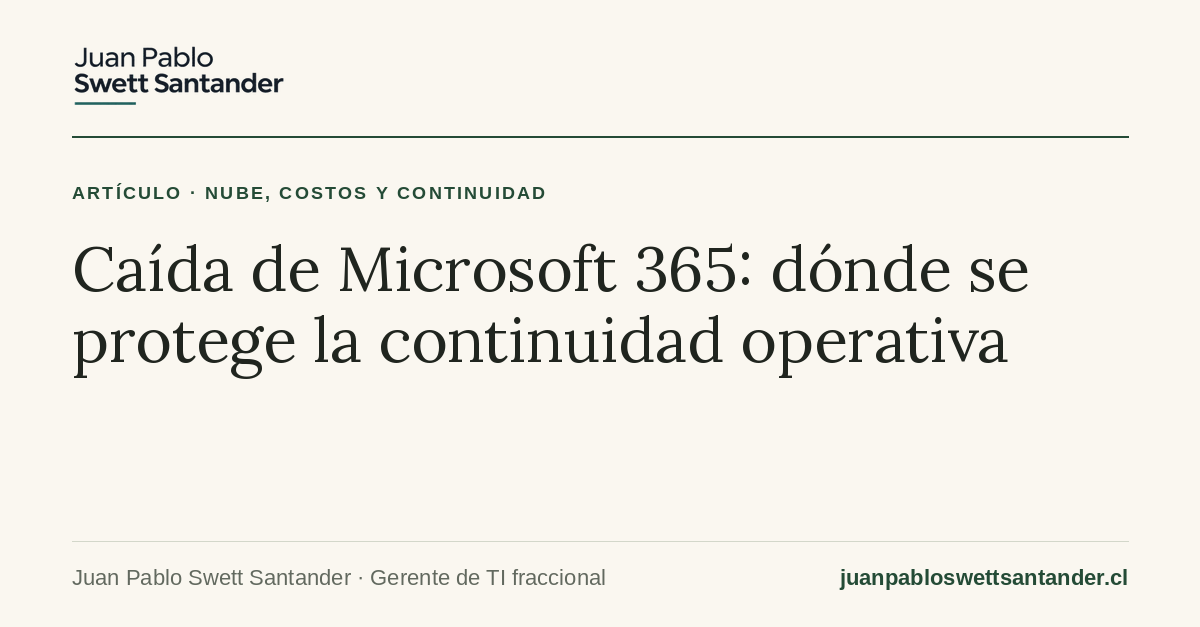 Juan Pablo
Swett Santander
ARTÍCULO · NUBE, COSTOS Y CONTINUIDAD
Caída de Microsoft 365: dónde se
protege la continuidad operativa
Juan Pablo Swett Santander · Gerente de TI fraccional
juanpabloswettsantander.cl